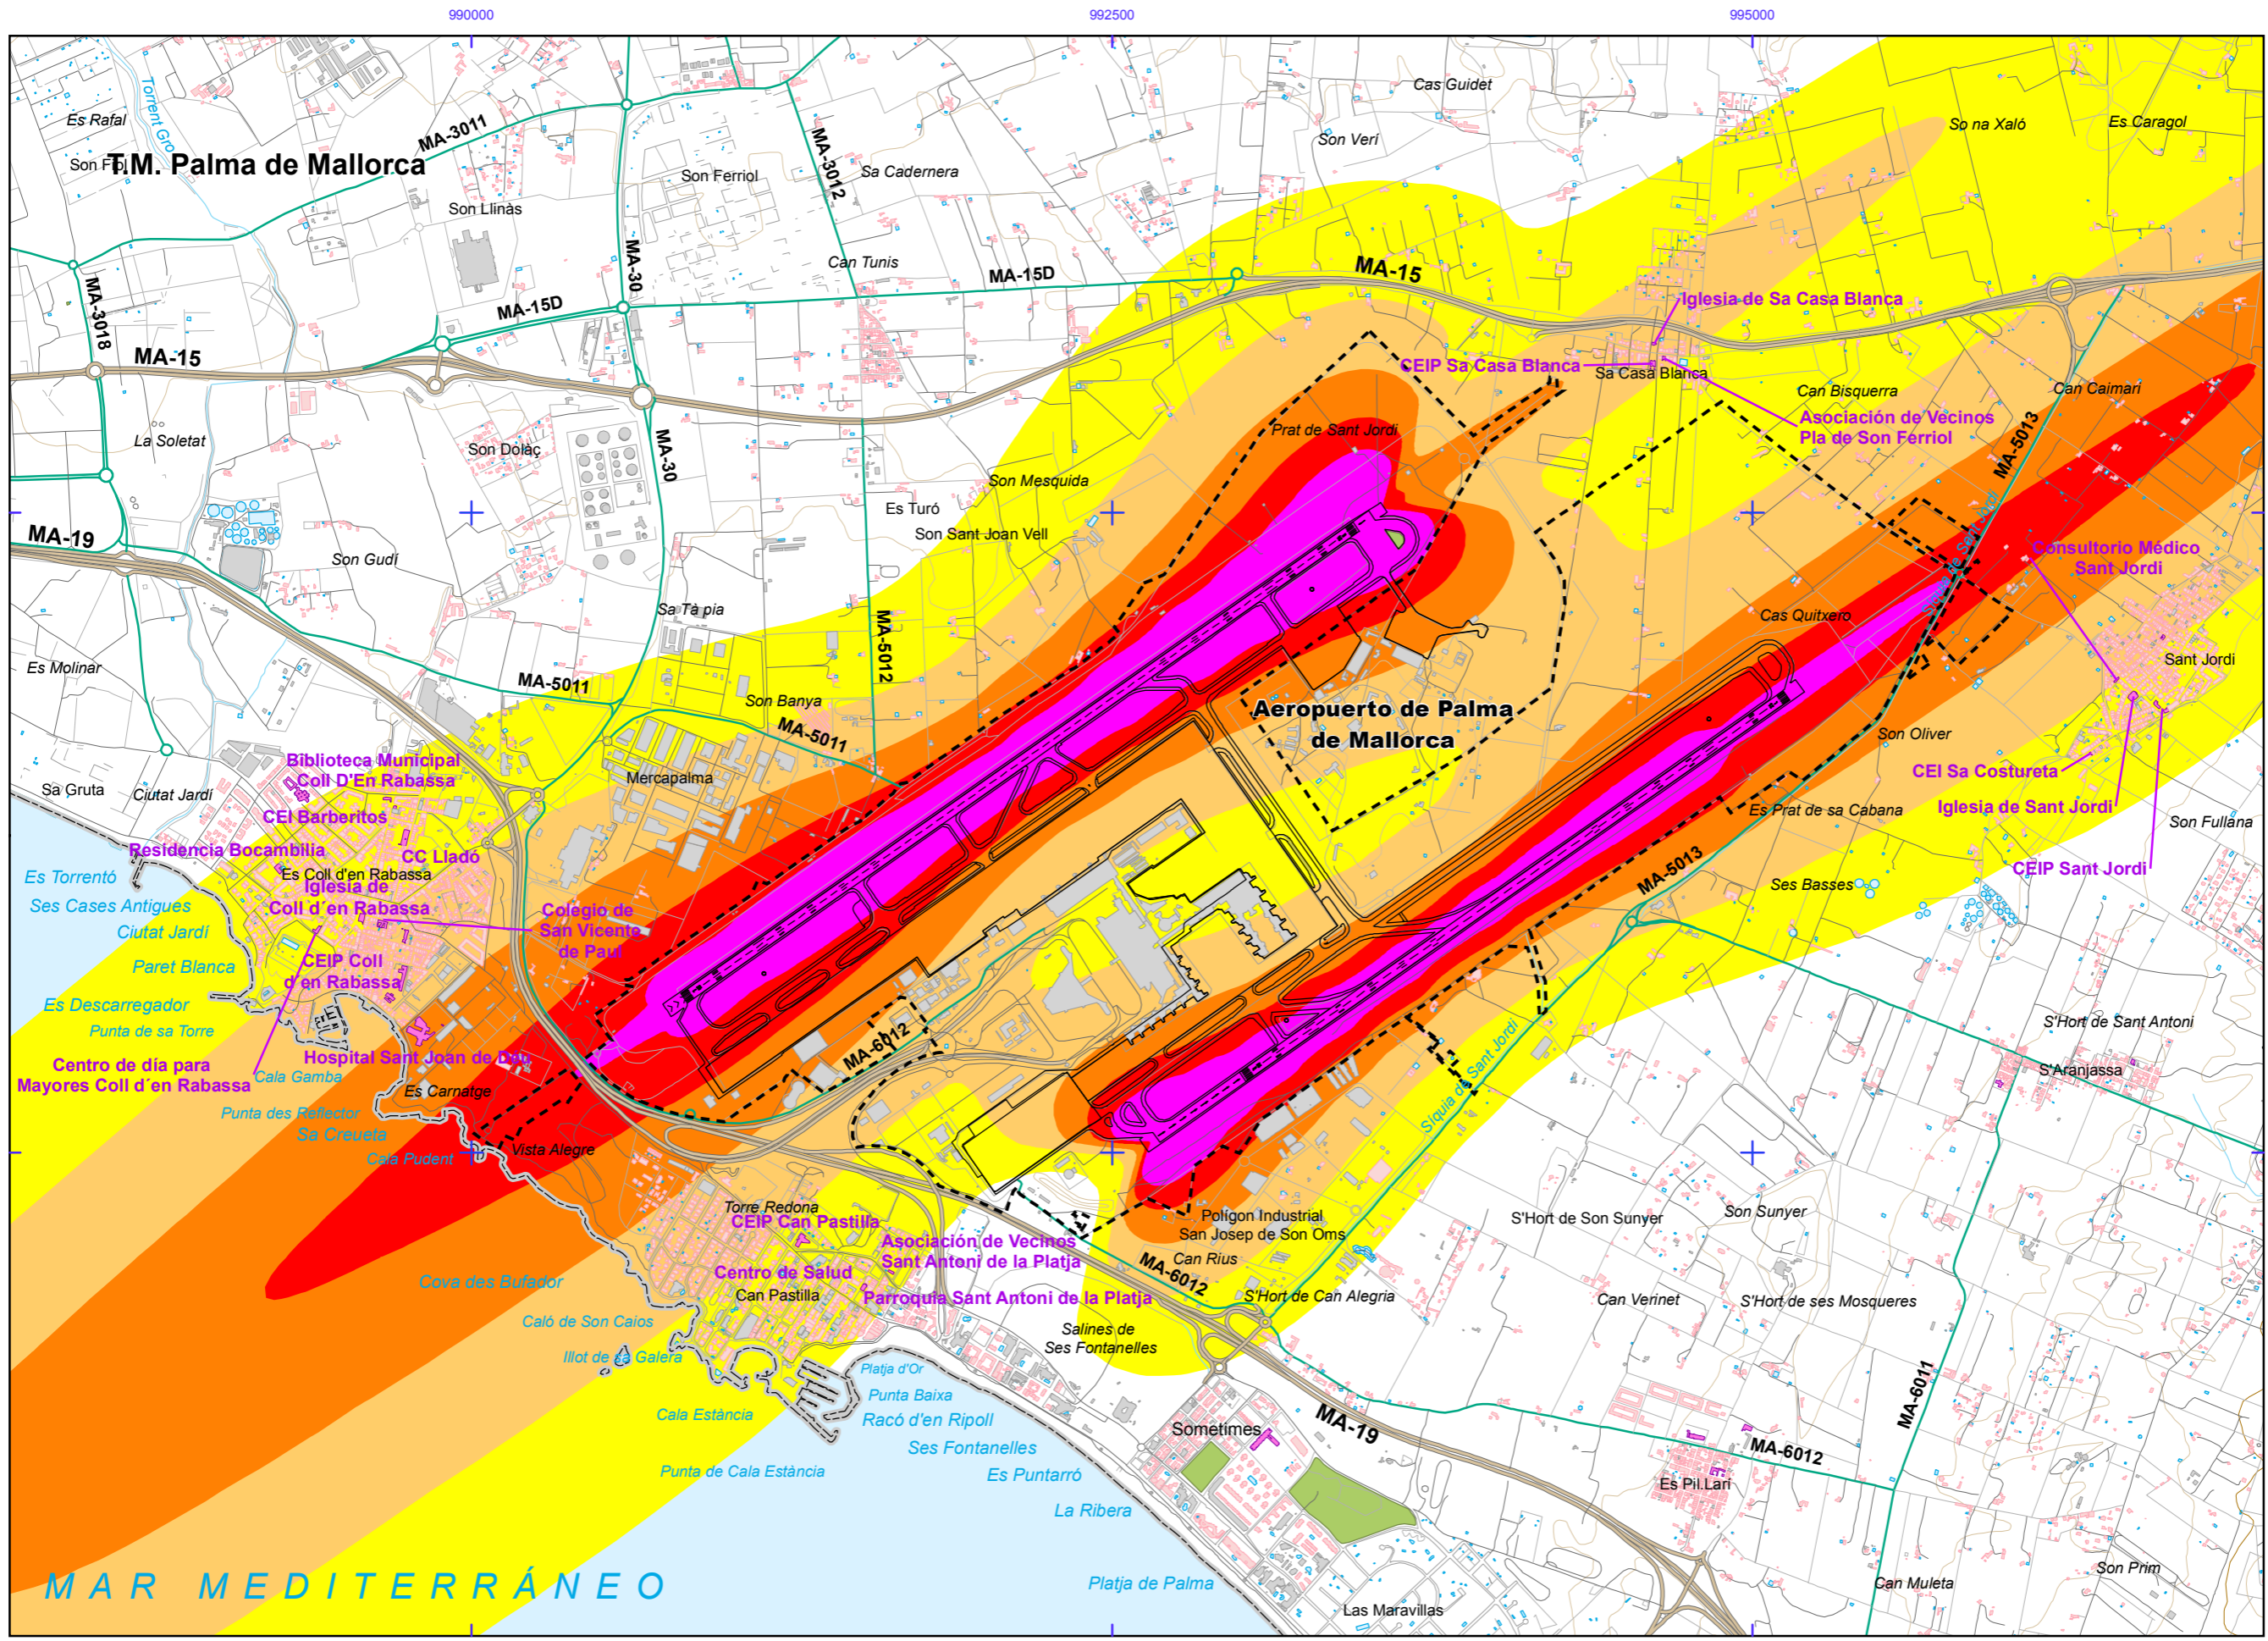 990000
992500
995000
Cas Guidet
Es Rafal
Torrent Gros
MA-3011
MA-3012
Son Verí
So na Xaló
Es Caragol
T.M. Palma de Mallorca
Son Ferriol
Sa Cadernera
Son Llinàs
MA-30
Can Tunis
MA-15D
MA-15
MA-3018
MA-15D
MA-15
Iglesia de Sa Casa Blanca
CEIP Sa Casa Blanca
Sa Casa Blanca
Can Bisquerra
Can Caimari
Asociación de Vecinos
Pla de Son Ferriol
La Soletat
Son Dolaç
MA-30
Prat de Sant Jordi
MA-5013
Son Mesquida
Es Turó
Son Sant Joan Vell
MA-19
Son Gudí
Síquia de Sant Jordi
Consultorio Médico
Sant Jordi
Sa Tà pia
MA-5012
Cas Quitxero
Es Molinar
Sant Jordi
MA-5011
Son Banya
MA-5011
Aeropuerto de Palma
de Mallorca
Son Oliver
Biblioteca Municipal
Coll D'En Rabassa
Mercapalma
CEI Sa Costureta
Sa Gruta
Ciutat Jardí
CEI Barberitos
Iglesia de Sant Jordi
Es Prat de sa Cabana
Son Fullana
Residencia Bocambilia
CC Lladó
Es Coll d'en Rabassa
MA-5013
CEIP Sant Jordi
Es Torrentó
Ses Basses
Iglesia de
Coll d'en Rabassa
Ses Cases Antigues
Colegio de
San Vicente
de Paul
Ciutat Jardí
Paret Blanca
CEIP Coll
d'en Rabassa
Es Descarregador
Punta de sa Torre
S'Hort de Sant Antoni
MA-6012
Centro de día para
Mayores Coll d´en Rabassa
Hospital Sant Joan de Deu
Cala Gamba
Es Carnatge
Síquia de Sant Jordi
S'Aranjassa
Punta des Reflector
Sa Creueta
Cala Pudent
Vista Alegre
Torre Redona
CEIP Can Pastilla
Polígon Industrial
San Josep de Son Oms
S'Hort de Son Sunyer
Son Sunyer
Asociación de Vecinos
Sant Antoni de la Platja
Can Rius
MA-6012
Cova des Bufador
Centro de Salud
Can Pastilla
Parroquia Sant Antoni de la Platja
S'Hort de Can Alegria
Can Verinet
S'Hort de ses Mosqueres
Caló de Son Caios
Salines de
Ses Fontanelles
Illot de sa Galera
Platja d'Or
Punta Baixa
MA-6011
Cala Estància
Racó d'en Ripoll
Sometimes
MA-19
Ses Fontanelles
MA-6012
Punta de Cala Estància
Es Puntarró
Es Pil.Larí
La Ribera
MAR MEDITERRÁNEO
Platja de Palma
Can Muleta
Son Prim
Las Maravillas